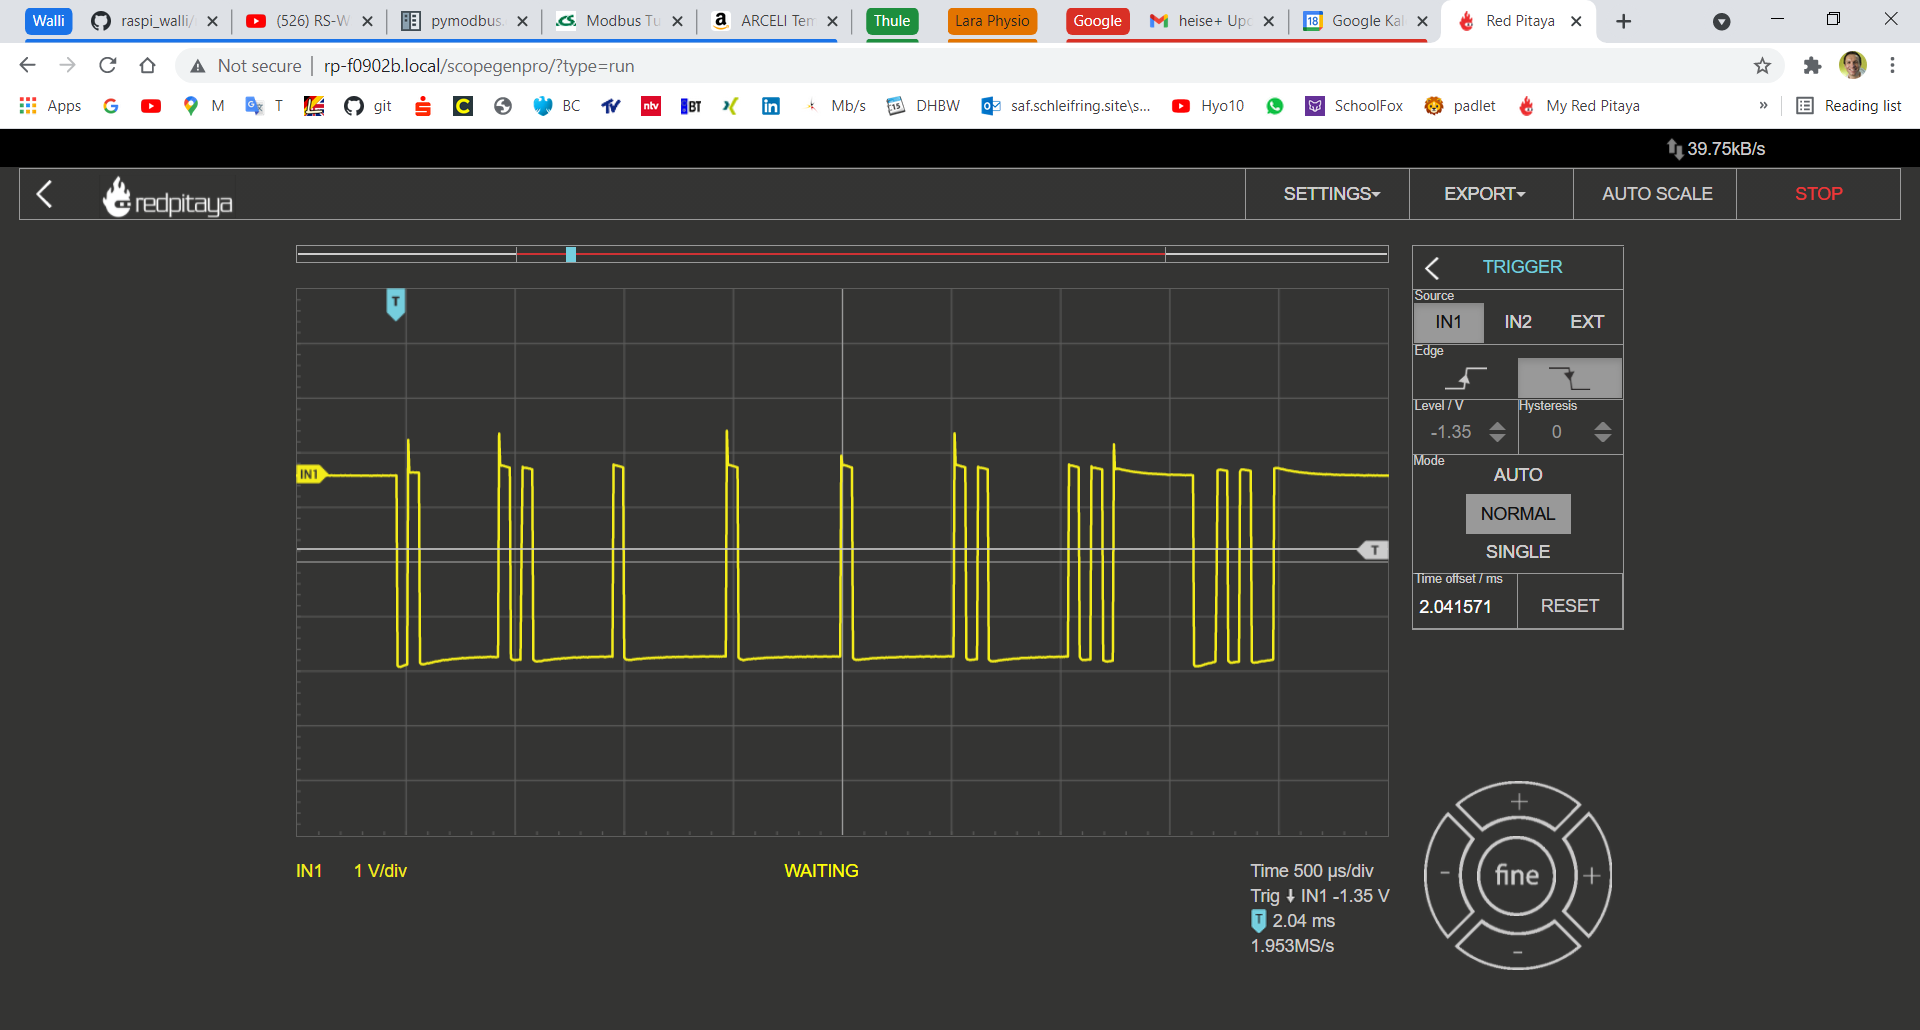 Walli
raspi_walli/
(526) RS-W
pymodbus.
Modbus Tu
ARCELI Tem
Thule
Lara Physio
Google
heise+ Upd
Google Kal
Red Pitaya
Not secure | rp-f0902b.local/scopegenpro/?type=run
Apps
M
T
git
BC
ntv
BT
Mb/s
DHBW
saf.schleifring.site\s...
Hyo10
SchoolFox
padlet
My Red Pitaya
»
Reading list
39.75kB/s
redpitaya
SETTINGS
EXPORT
AUTO SCALE
STOP
TRIGGER
Source
IN1 IN2 EXT
Edge
Level / V Hysteresis
-1.35 0
Mode
AUTO
NORMAL
SINGLE
Time offset / ms
2.041571 RESET
T
IN1
T
IN1 1 V/div
WAITING
Time 500 µs/div
Trig IN1 -1.35 V
T 2.04 ms
1.953MS/s
+
- fine +
-